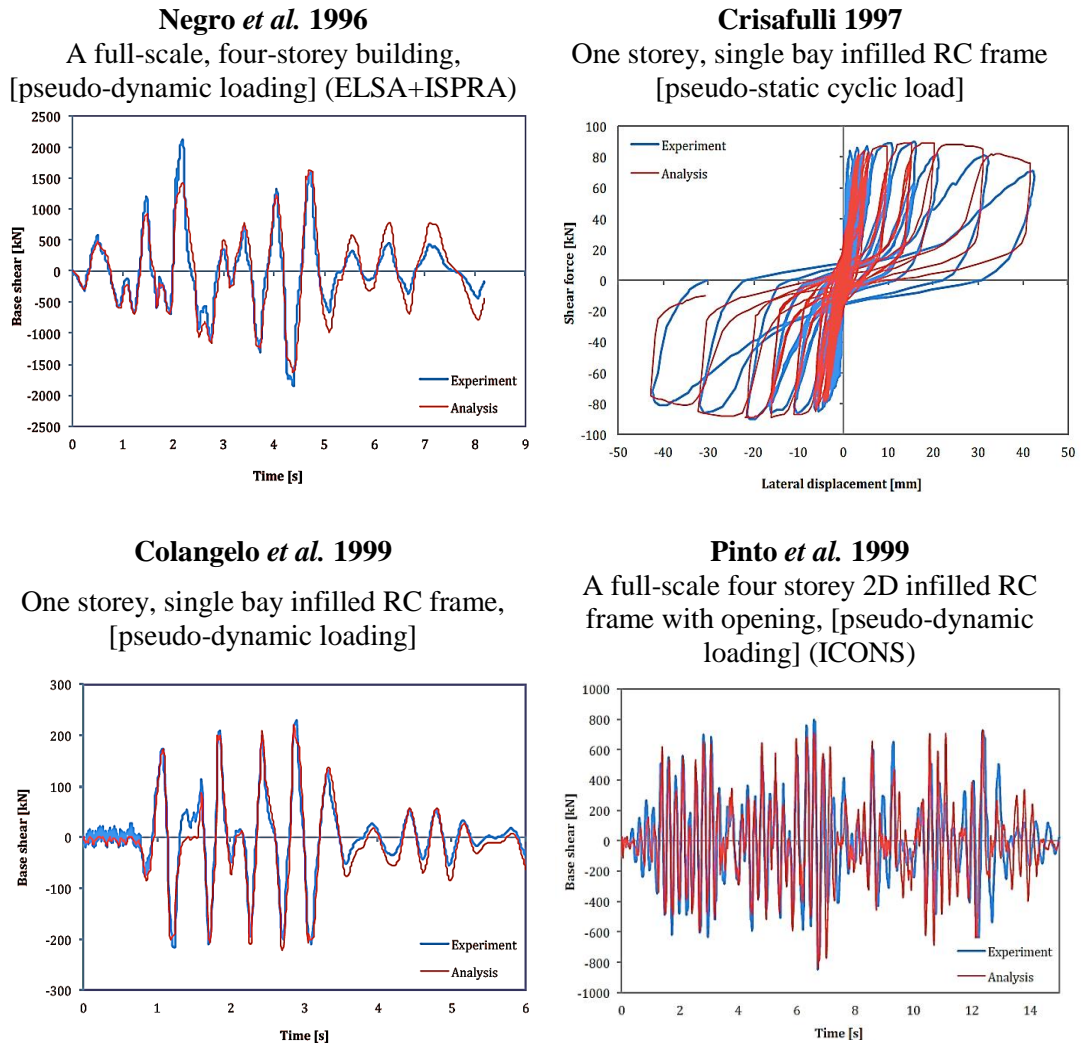 Negro et al. 1996
A full-scale, four-storey building,
[pseudo-dynamic loading] (ELSA+ISPRA)
2500
2000
1500
1000
500
0
-500
-1000
-1500
-2000
-2500
Base shear [kN]
Experiment
Analysis
0 1 2 3 4 5 6 7 8 9
Time [s]
Crisafulli 1997
One storey, single bay infilled RC frame
[pseudo-static cyclic load]
100
80
60
40
20
0
-20
-40
-60
-80
-100
Shear force [kN]
Experiment
Analysis
-50 -40 -30 -20 -10 0 10 20 30 40 50
Lateral displacement [mm]
Colangelo et al. 1999
One storey, single bay infilled RC frame,
[pseudo-dynamic loading]
300
200
100
0
-100
-200
-300
Base shear [kN]
Experiment
Analysis
0 1 2 3 4 5 6
Time [s]
Pinto et al. 1999
A full-scale four storey 2D infilled RC
frame with opening, [pseudo-dynamic
loading] (ICONS)
1000
800
600
400
200
0
-200
-400
-600
-800
-1000
Base shear [kN]
Experiment
Analysis
0 2 4 6 8 10 12 14
Time [s]